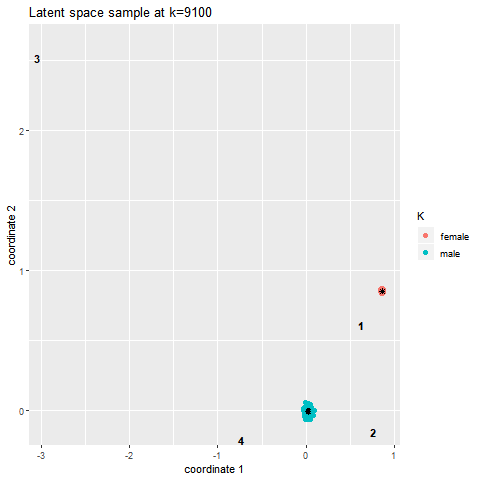 Latent space sample at k=9100
3
2
1
0
coordinate 2
3
1
2
4
-3
-2
-1
0
1
coordinate 1
K
female
male